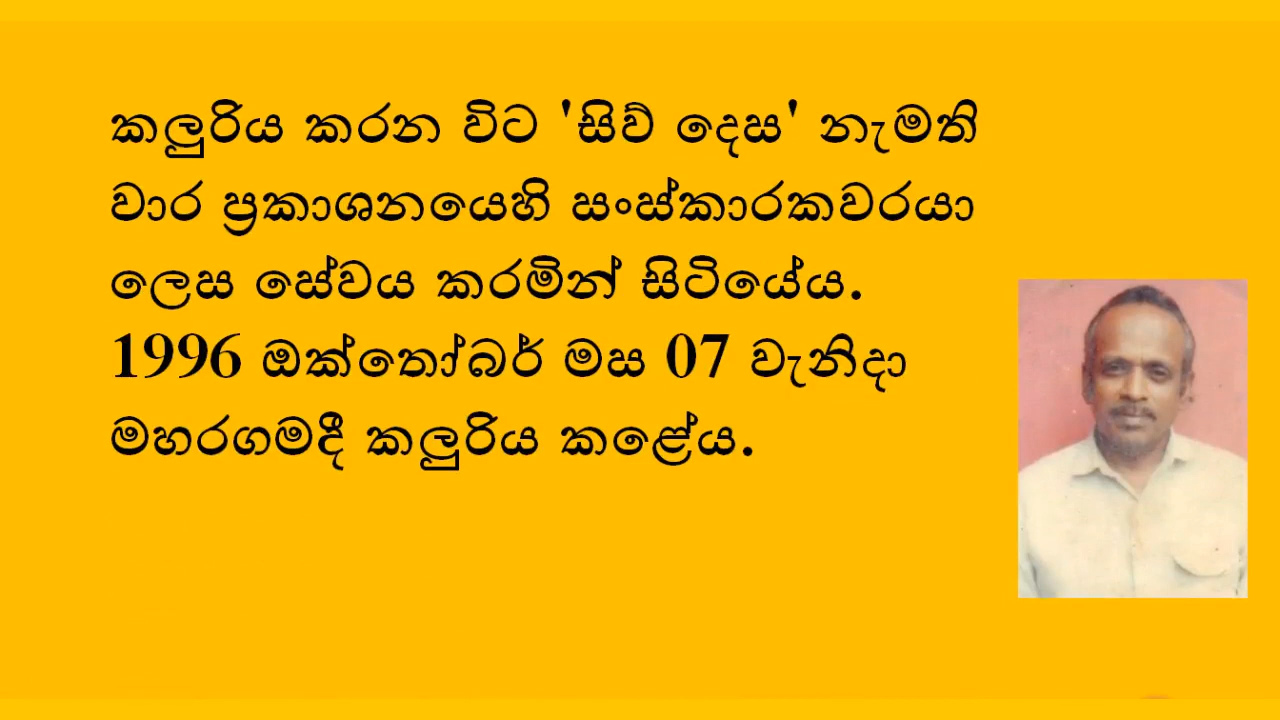 කලුරිය කරන විට 'සිව් දෙස' නැමති
වාර ප්‍රකාශනයෙහි සංස්කාරකවරයා
ලෙස සේවය කරමින් සිටියේය.
1996 ඔක්තෝබර් මස 07 වැනිදා
මහරගමදී කලුරිය කළේය.